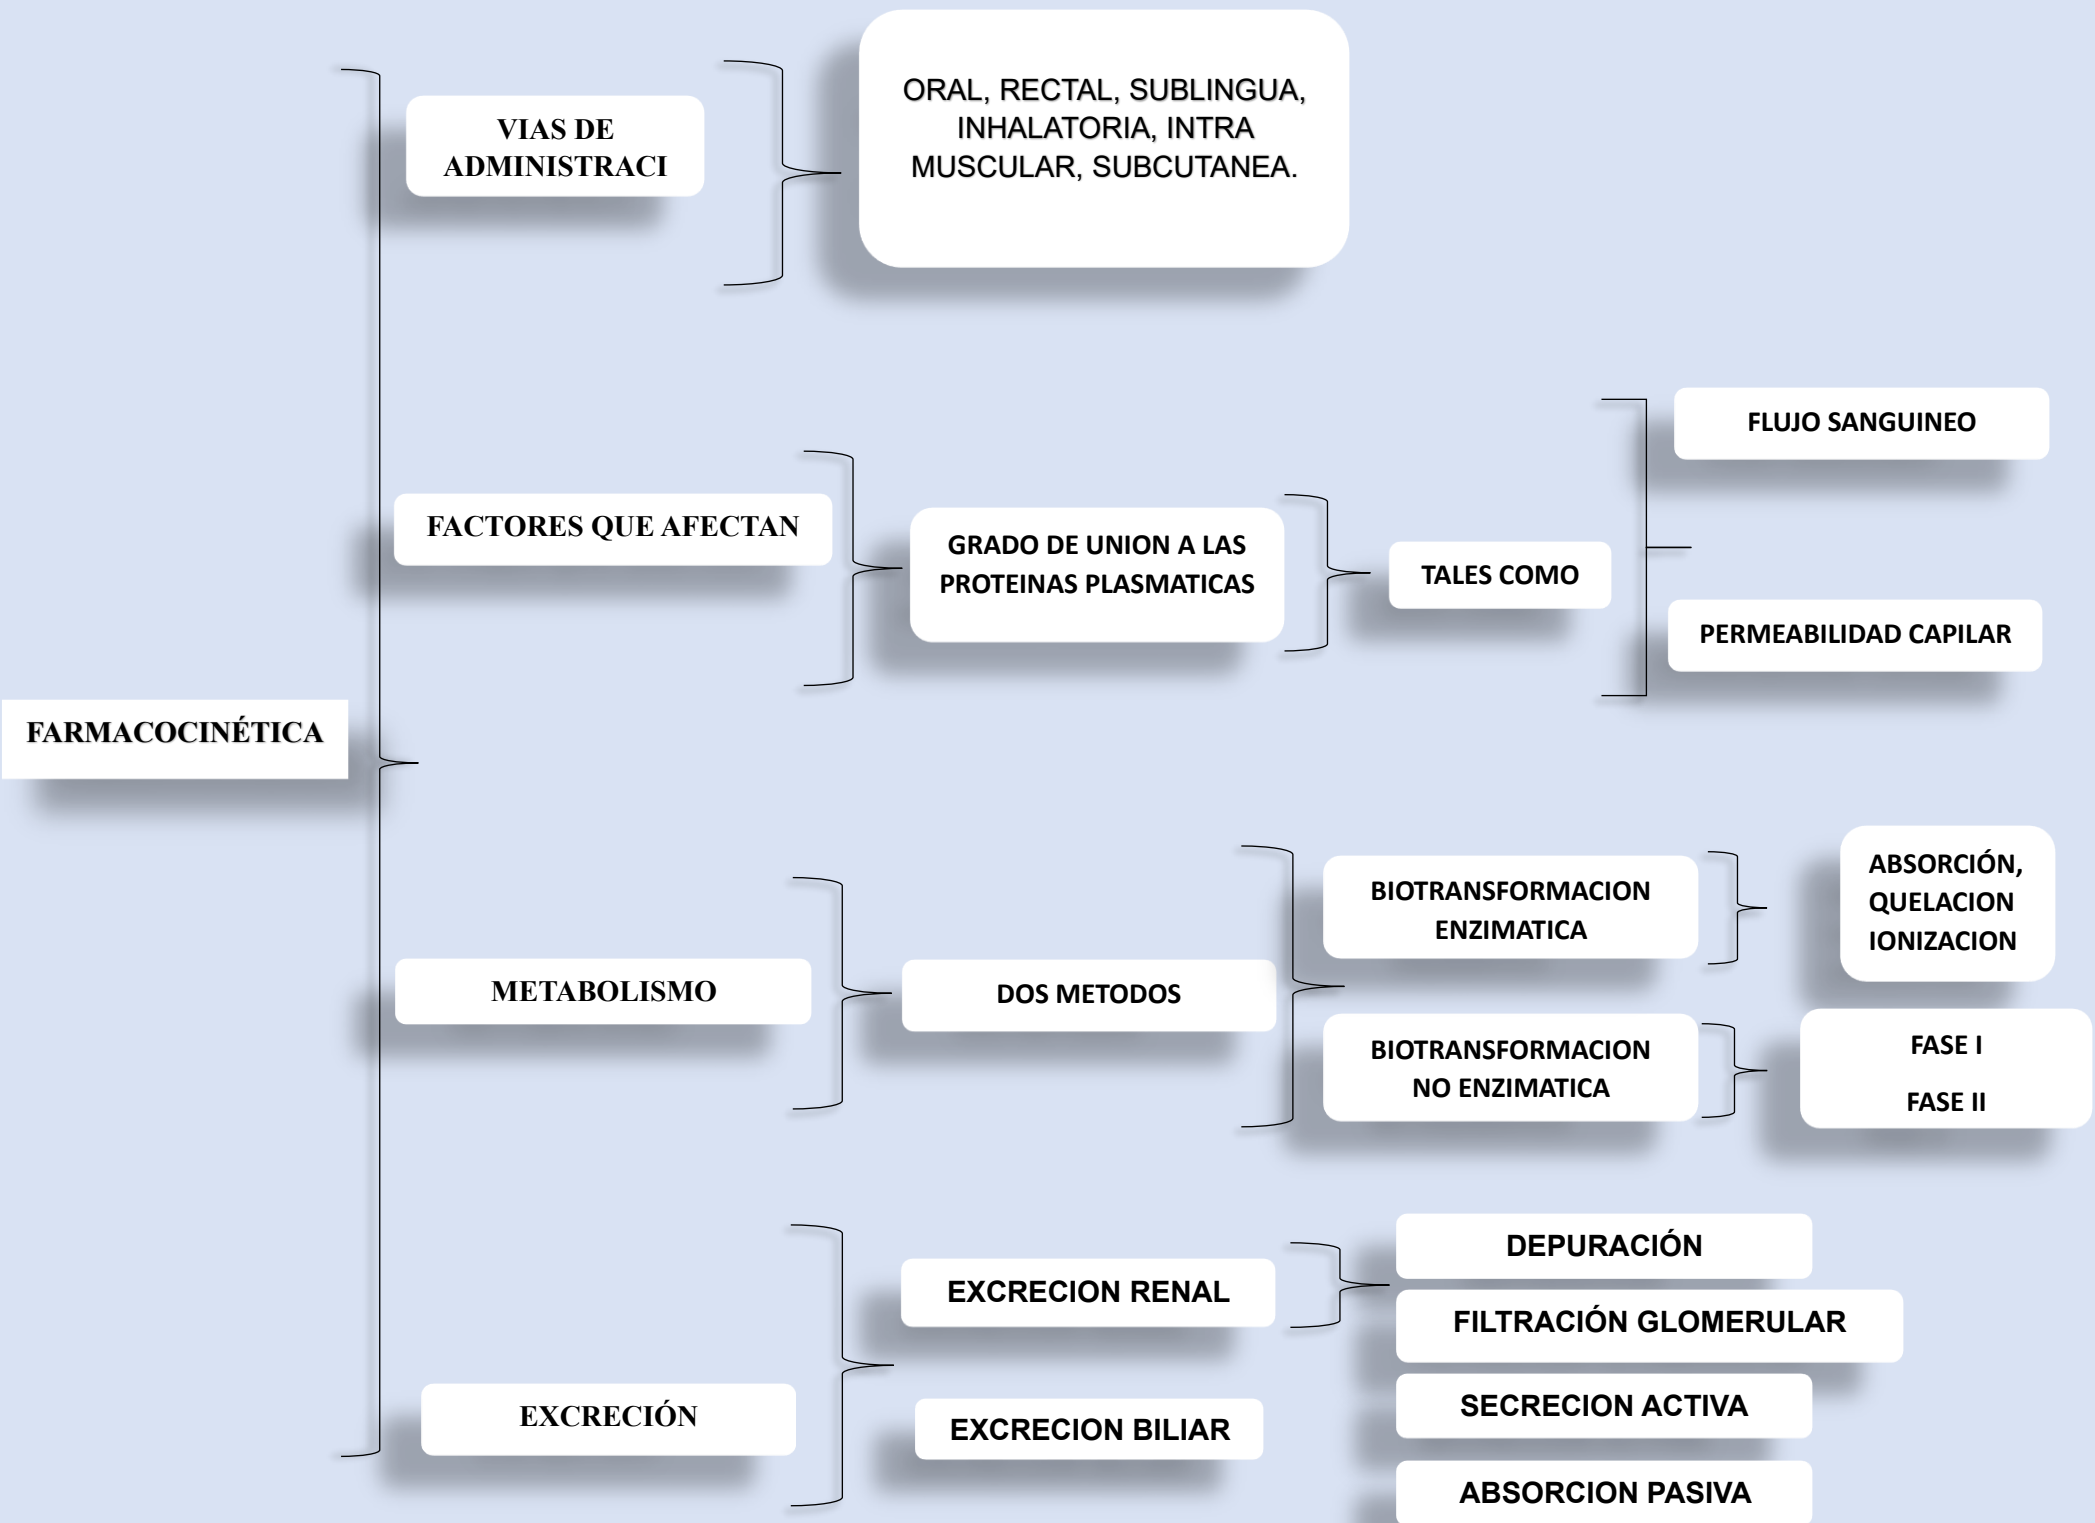 FARMACOCINÉTICA
VIAS DE
ADMINISTRACI
ORAL, RECTAL, SUBLINGUA,
INHALATORIA, INTRA
MUSCULAR, SUBCUTANEA.
FACTORES QUE AFECTAN
GRADO DE UNION A LAS
PROTEINAS PLASMATICAS
TALES COMO
FLUJO SANGUINEO
PERMEABILIDAD CAPILAR
METABOLISMO
DOS METODOS
BIOTRANSFORMACION
ENZIMATICA
ABSORCIÓN,
QUELACION
IONIZACION
BIOTRANSFORMACION
NO ENZIMATICA
FASE I
FASE II
EXCRECIÓN
EXCRECION RENAL
DEPURACIÓN
FILTRACIÓN GLOMERULAR
SECRECION ACTIVA
ABSORCION PASIVA
EXCRECION BILIAR